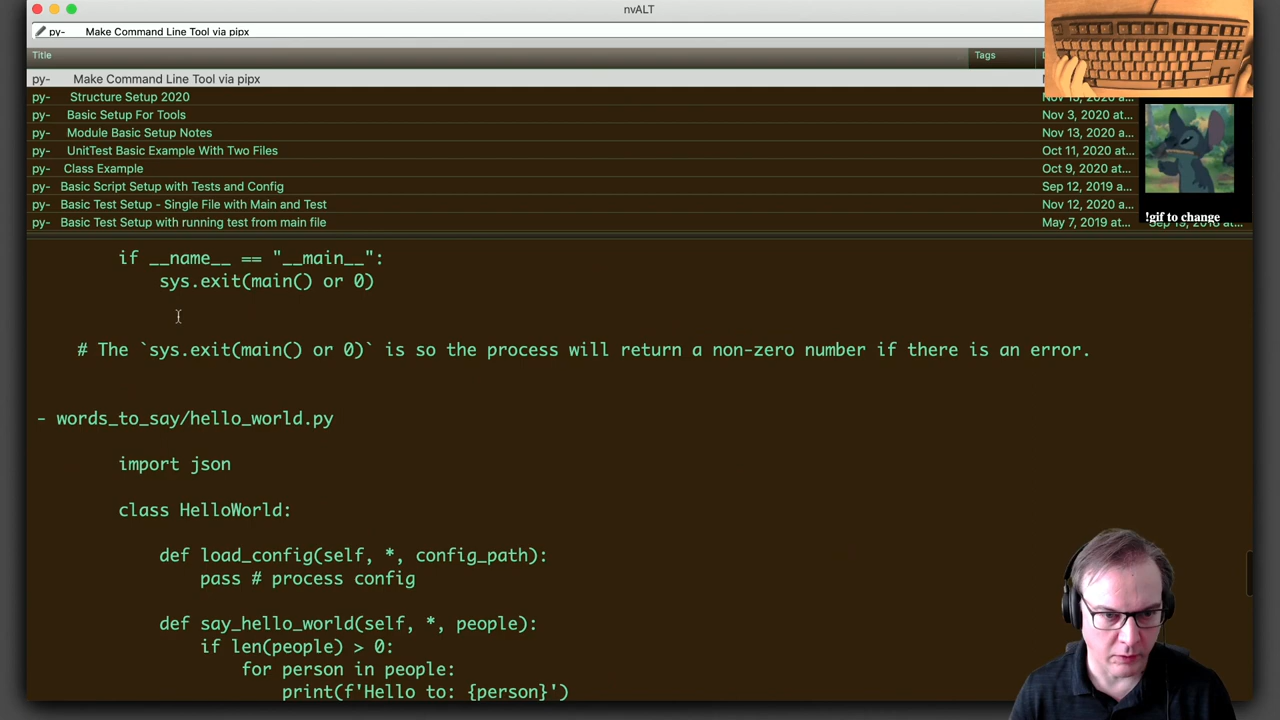 nvALT
py- Make Command Line Tool via pipx
Title Tags
py- Make Command Line Tool via pipx
py- Structure Setup 2020 Nov 13, 2020 a...
py- Basic Setup For Tools Nov 3, 2020 at...
py- Module Basic Setup Notes Nov 13, 2020 a...
py- UnitTest Basic Example With Two Files Oct 11, 2020 a...
py- Class Example Oct 9, 2020 at...
py- Basic Script Setup with Tests and Config Sep 12, 2019 a...
py- Basic Test Setup - Single File with Main and Test Nov 12, 2020 a...
py- Basic Test Setup with running test from main file May 7, 2019 at...
!gif to change
if __name__ == "__main__":
sys.exit(main() or 0)
# The `sys.exit(main() or 0)` is so the process will return a non-zero number if there is an error.
- words_to_say/hello_world.py
import json
class HelloWorld:
def load_config(self, *, config_path):
pass # process config
def say_hello_world(self, *, people):
if len(people) > 0:
for person in people:
print(f'Hello to: {person}')